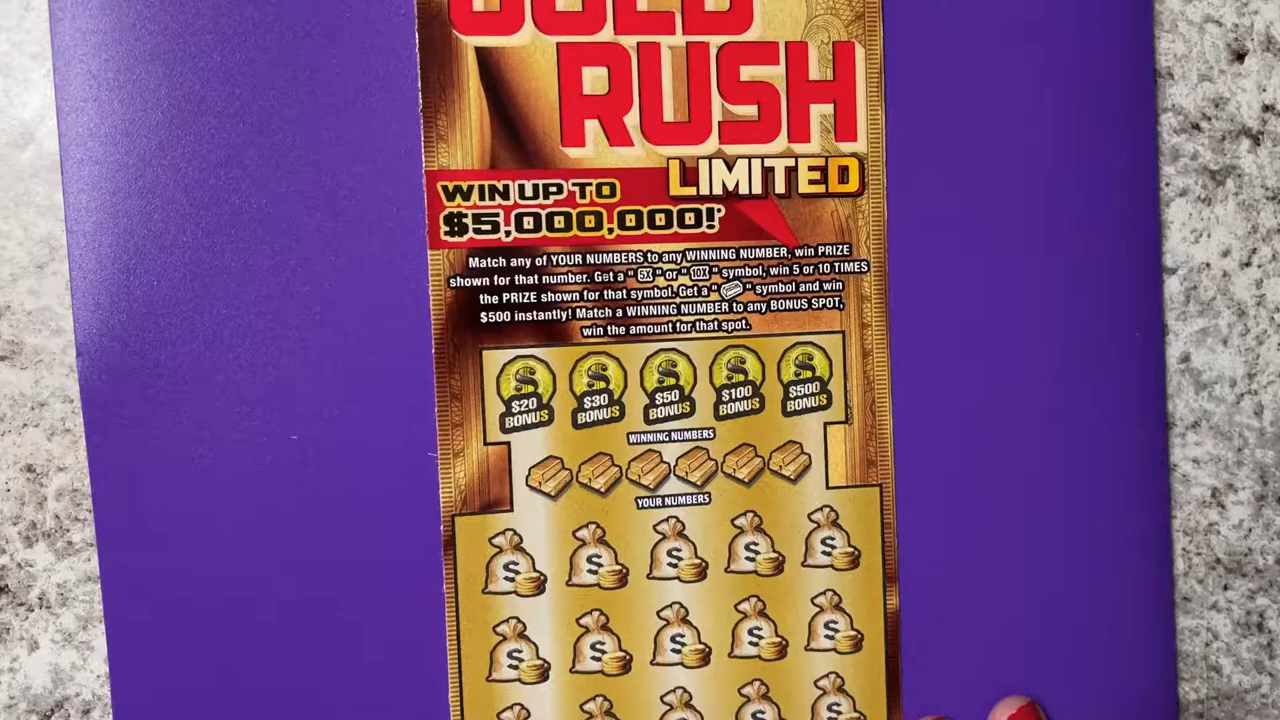 GOLD
RUSH
LIMITED
WIN UP TO
$5,000,000!*
Match any of YOUR NUMBERS to any WINNING NUMBER, win PRIZE
shown for that number. Get a "5X" or "10X" symbol, win 5 or 10 TIMES
the PRIZE shown for that symbol. Get a " " symbol and win
$500 instantly! Match a WINNING NUMBER to any BONUS SPOT,
win the amount for that spot.
$20 BONUS $30 BONUS $50 BONUS $100 BONUS $500 BONUS
WINNING NUMBERS
YOUR NUMBERS
$ $ $ $ $
$ $ $ $ $